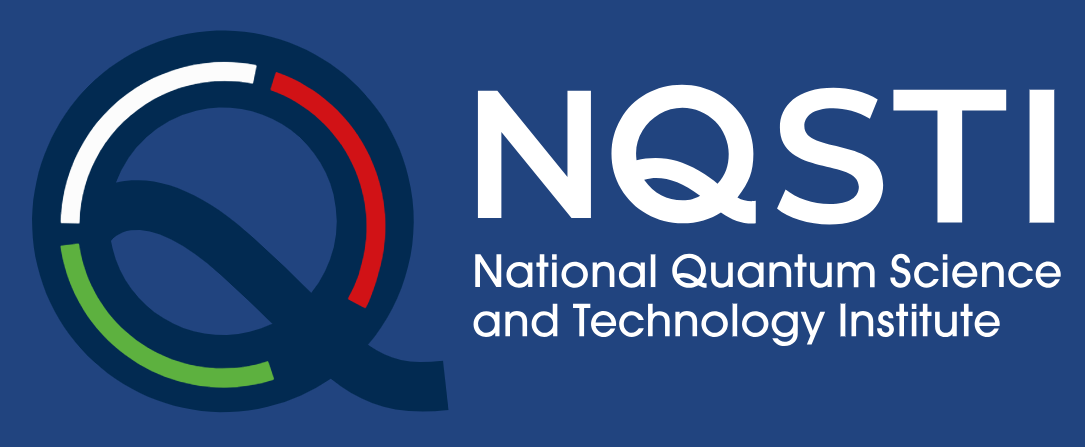 NQSTI
National Quantum Science
and Technology Institute